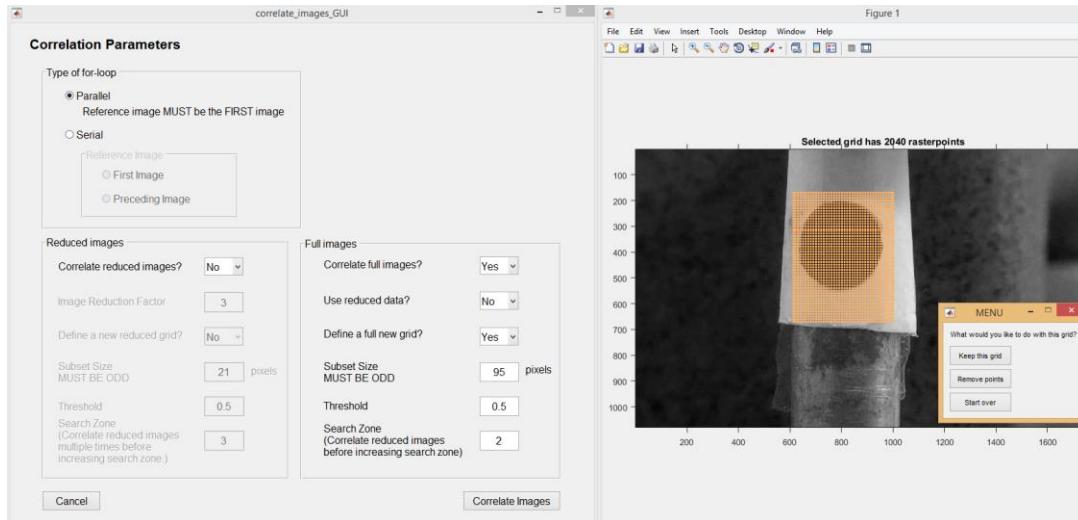 correlate_images_GUI
Correlation Parameters
Type of for-loop
Parallel
Reference image MUST be the FIRST image
Serial
Reference Image
First Image
Preceding Image
Reduced images
Correlate reduced images? No
Image Reduction Factor 3
Define a new reduced grid? No
Subset Size
MUST BE ODD 21 pixels
Threshold 0.5
Search Zone
(Correlate reduced images
multiple times before
increasing search zone.) 3
Full images
Correlate full images? Yes
Use reduced data? No
Define a full new grid? Yes
Subset Size
MUST BE ODD 95 pixels
Threshold 0.5
Search Zone
(Correlate reduced images
before increasing search zone) 2
Cancel
Correlate Images
Figure 1
File Edit View Insert Tools Desktop Window Help
Selected grid has 2040 rasterpoints
100
200
300
400
500
600
700
800
900
1000
200 400 600 800 1000 1200 1400 1600
MENU
What would you like to do with this grid?
Keep this grid
Remove points
Start over